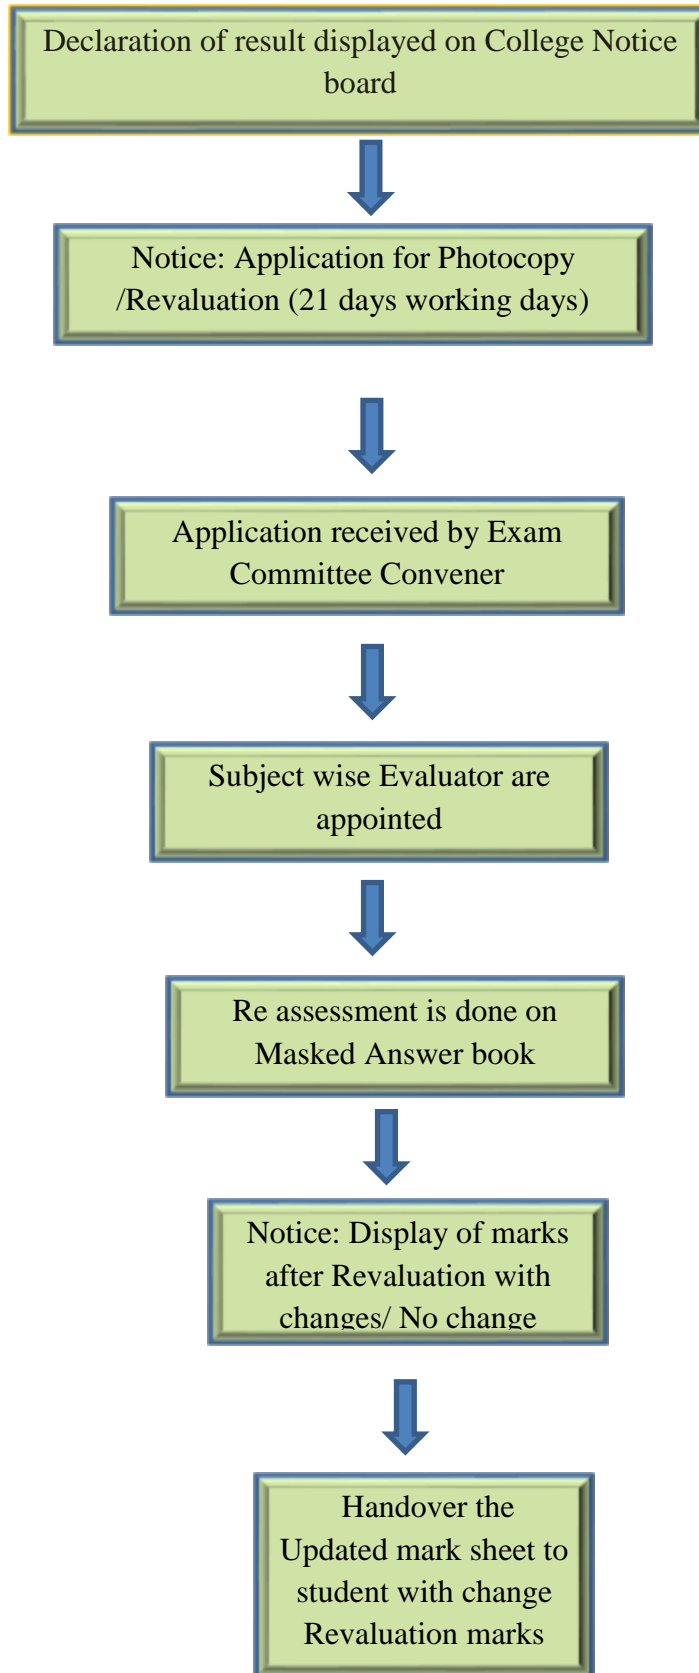 Declaration of result displayed on College Notice
board
Notice: Application for Photocopy
/Revaluation (21 days working days)
Application received by Exam
Committee Convener
Subject wise Evaluator are
appointed
Re assessment is done on
Masked Answer book
Notice: Display of marks
after Revaluation with
changes/ No change
Handover the
Updated mark sheet to
student with change
Revaluation marks